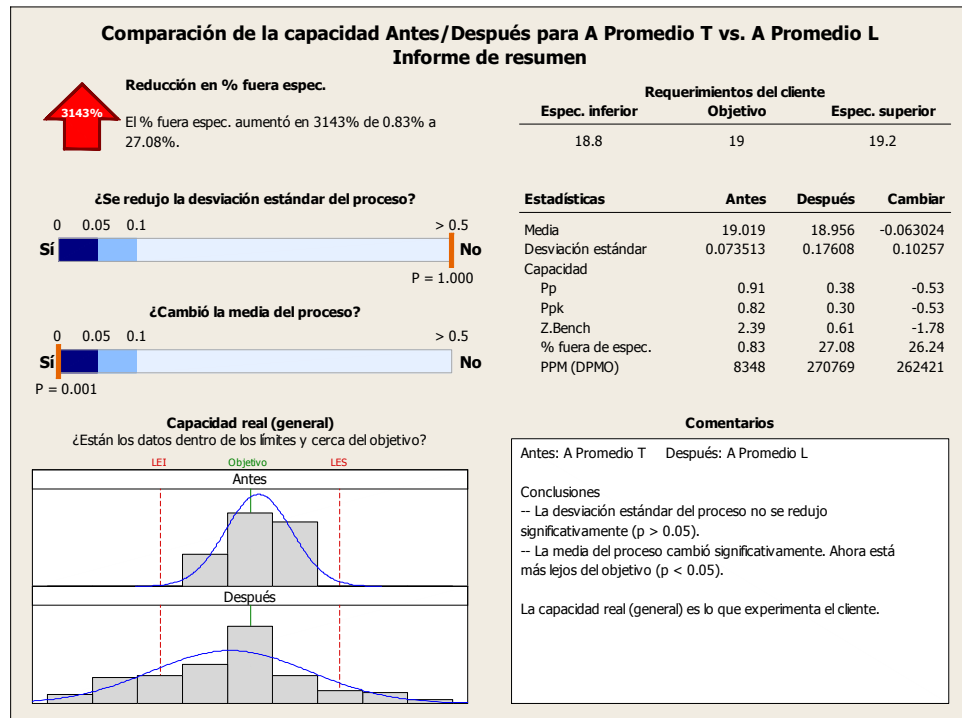 Comparación de la capacidad Antes/Después para A Promedio T vs. A Promedio L
Informe de resumen
Reducción en % fuera espec.
3143%
El % fuera espec. aumentó en 3143% de 0.83% a
27.08%.
Requerimientos del cliente
Espec. inferior Objetivo Espec. superior
18.8 19 19.2
¿Se redujo la desviación estándar del proceso?
0 0.05 0.1 > 0.5
Sí No
P = 1.000
¿Cambió la media del proceso?
0 0.05 0.1 > 0.5
Sí No
P = 0.001
Estadísticas Antes Después Cambiar
Media 19.019 18.956 -0.063024
Desviación estándar 0.073513 0.17608 0.10257
Capacidad
Pp 0.91 0.38 -0.53
Ppk 0.82 0.30 -0.53
Z.Bench 2.39 0.61 -1.78
% fuera de espec. 0.83 27.08 26.24
PPM (DPMO) 8348 270769 262421
Capacidad real (general)
¿Están los datos dentro de los límites y cerca del objetivo?
LEI Objetivo LES
Antes
Después
Comentarios
Antes: A Promedio T Después: A Promedio L
Conclusiones
-- La desviación estándar del proceso no se redujo
significativamente (p > 0.05).
-- La media del proceso cambió significativamente. Ahora está
más lejos del objetivo (p < 0.05).
La capacidad real (general) es lo que experimenta el cliente.